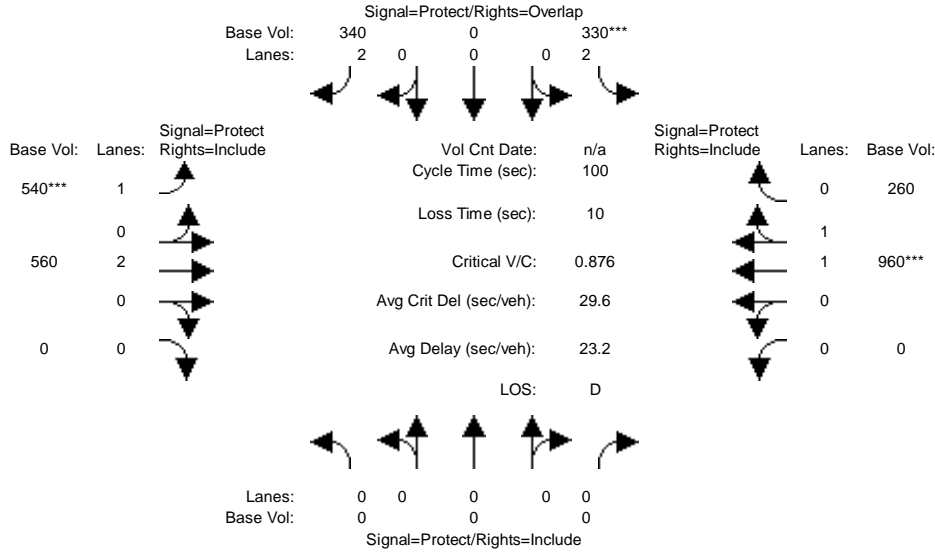 Signal=Protect/Rights=Overlap
Base Vol: 340 0 330***
Lanes: 2 0 0 0 2
Signal=Protect
Base Vol: Lanes: Rights=Include
540*** 1
0
560 2
0
0 0
Vol Cnt Date: n/a
Cycle Time (sec): 100
Loss Time (sec): 10
Critical V/C: 0.876
Avg Crit Del (sec/veh): 29.6
Avg Delay (sec/veh): 23.2
LOS: D
Signal=Protect
Rights=Include Lanes: Base Vol:
0 260
1
1 960***
0
0 0
Lanes: 0 0 0 0 0
Base Vol: 0 0 0
Signal=Protect/Rights=Include